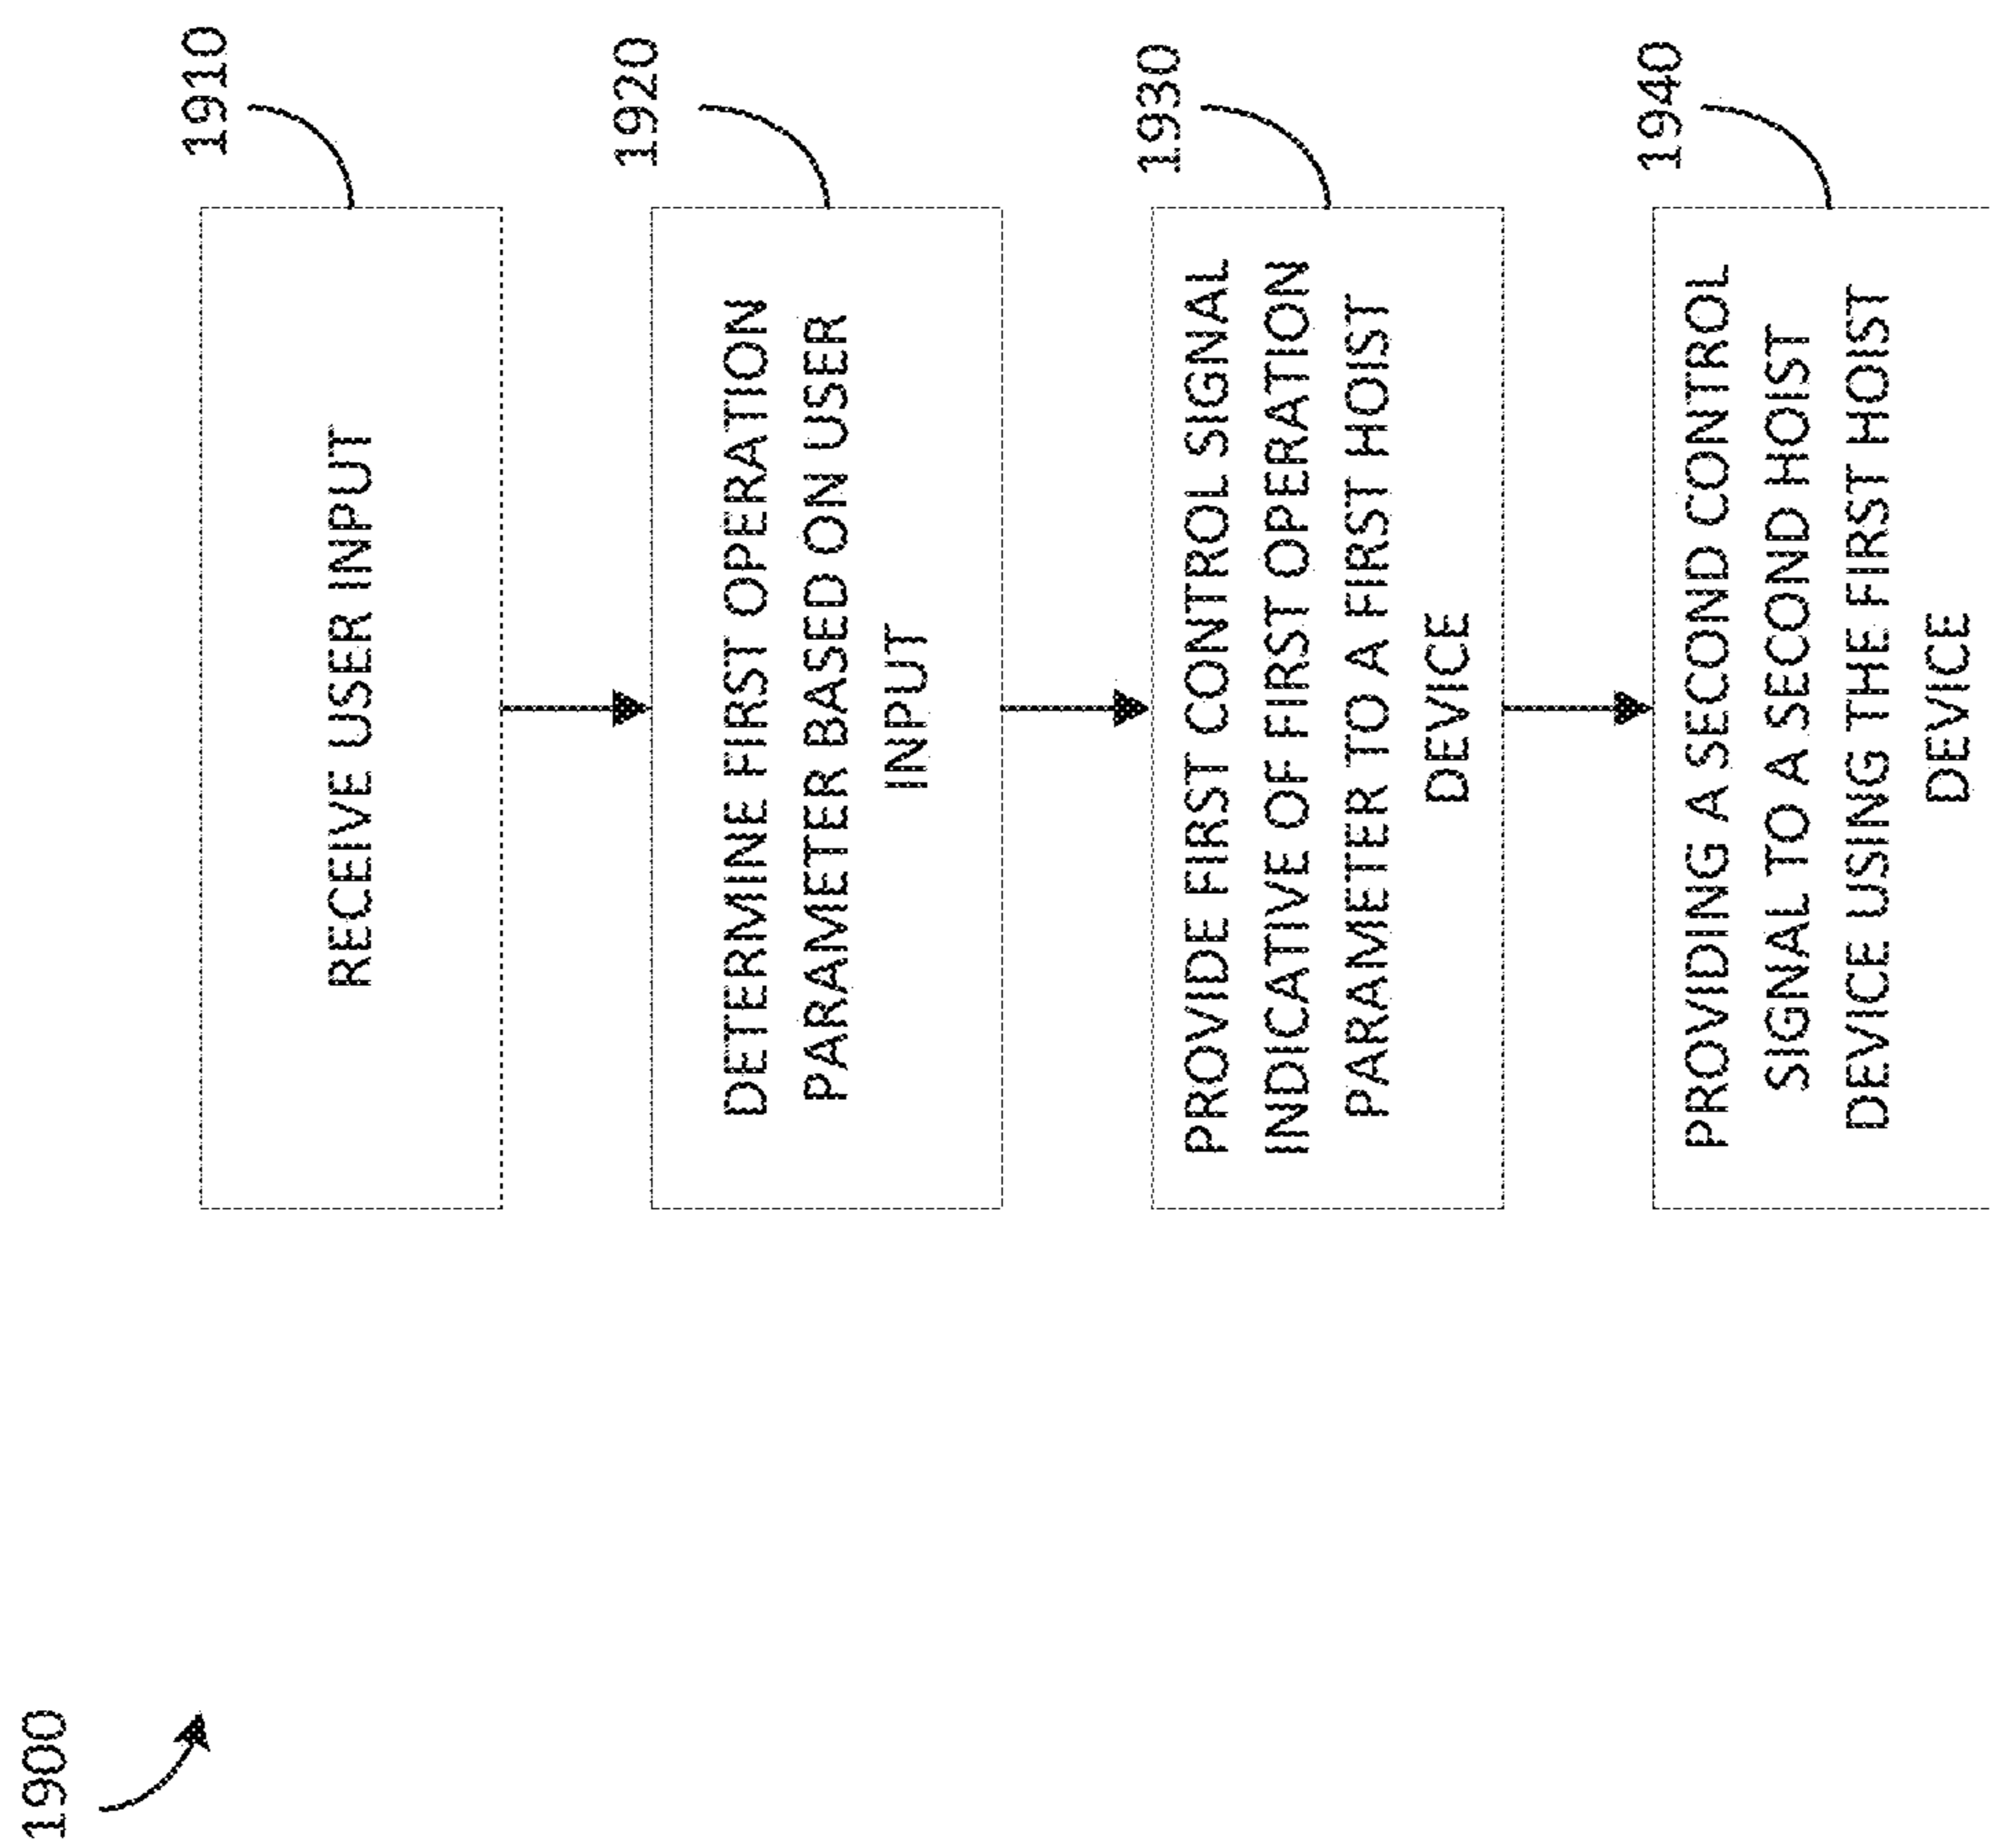 1900
1910
RECEIVE USER INPUT
1920
DETERMINE FIRST OPERATION
PARAMETER BASED ON USER
INPUT
1930
PROVIDE FIRST CONTROL SIGNAL
INDICATIVE OF FIRST OPERATION
PARAMETER TO A FIRST HOIST
DEVICE
1940
PROVIDING A SECOND CONTROL
SIGNAL TO A SECOND HOIST
DEVICE USING THE FIRST HOIST
DEVICE